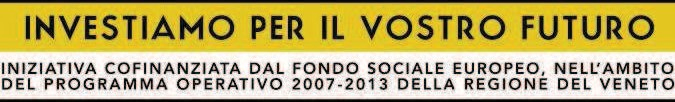 INVESTIAMO PER IL VOSTRO FUTURO
INIZIATIVA COFINANZIATA DAL FONDO SOCIALE EUROPEO, NELL'AMBITO
DEL PROGRAMMA OPERATIVO 2007-2013 DELLA REGIONE DEL VENETO